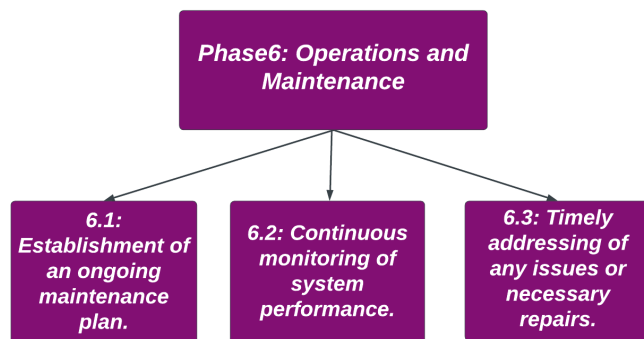 Phase6: Operations and
Maintenance
6.1:
Establishment of
an ongoing
maintenance
plan.
6.2: Continuous
monitoring of
system
performance.
6.3: Timely
addressing of
any issues or
necessary
repairs.